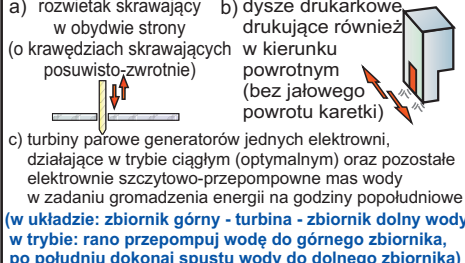 a) rozwietak skrawający
w obydwie strony
(o krawędziach skrawających
posuwisto-zwrotnie)
b) dysze drukarkowe
drukujące również
w kierunku
powrotnym
(bez jałowego
powrotu karetki)
c) turbiny parowe generatorów jednych elektrowni,
działające w trybie ciągłym (optymalnym) oraz pozostałe
elektrownie szczytowo-przepompowne mas wody
w zadaniu gromadzenia energii na godziny popołudniowe
(w układzie: zbiornik górny - turbina - zbiornik dolny wody
w trybie: rano przepompuj wodę do górnego zbiornika,
po południu dokonaj spustu wody do dolnego zbiornika)